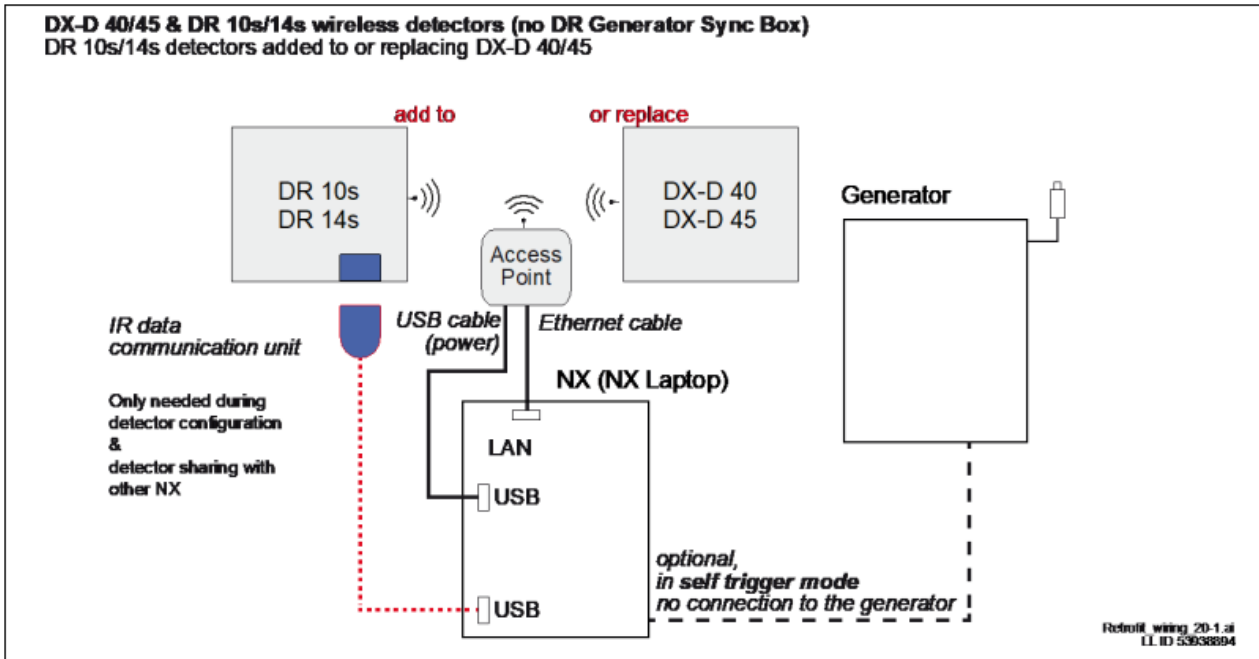 DX-D 40/45 & DR 10s/14s wireless detectors (no DR Generator Sync Box)
DR 10s/14s detectors added to or replacing DX-D 40/45
add to
or replace
DR 10s
DR 14s
DX-D 40
DX-D 45
Generator
Access
Point
IR data
communication unit
USB cable
(power)
Ethernet cable
Only needed during
detector configuration
&
detector sharing with
other NX
NX (NX Laptop)
LAN
USB
USB
optional,
in self trigger mode
no connection to the generator
Retrofit_wiring_20-1.ai
LL ID 53938894